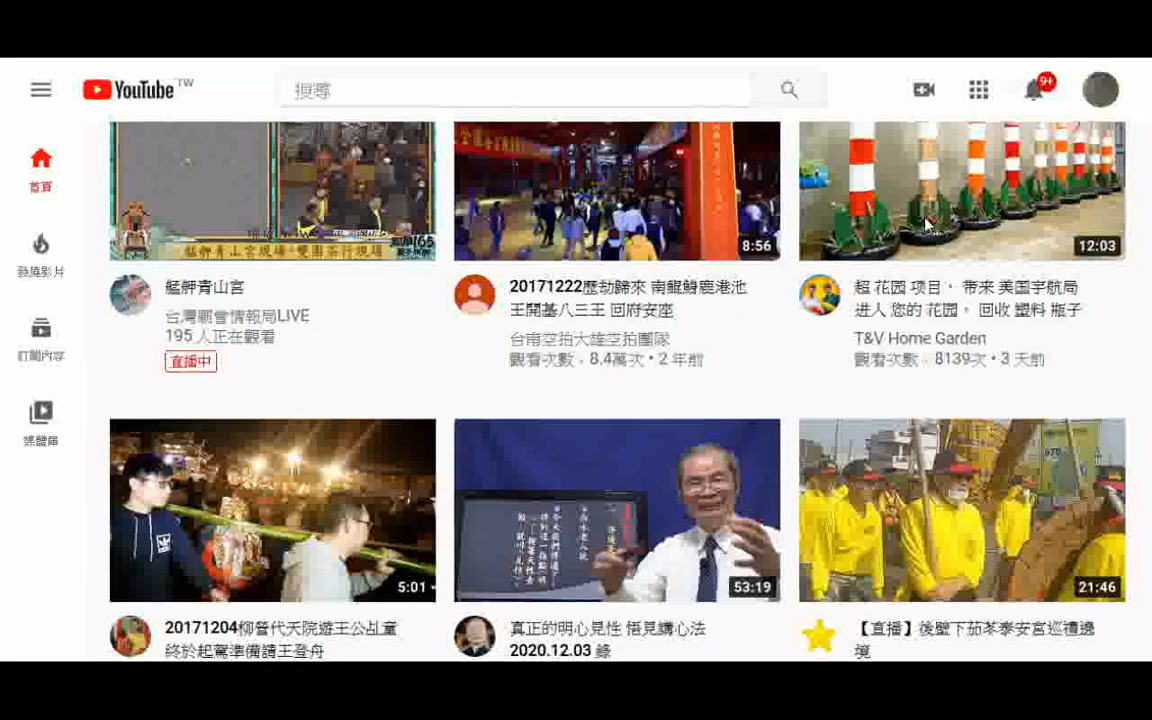 YouTube TW
搜尋
9+
首頁
發燒影片
訂閱內容
媒體庫
艋舺青山宮
台灣廟會情報局LIVE
195 人正在觀看
直播中
8:56
20171222歷劫歸來 南鯤鯓鹿港池
王開基八三王 回府安座
台南空拍大雄空拍團隊
觀看次數：8.4萬次 • 2 年前
12:03
超 花园 项目， 带来 美国宇航局
进入 您的 花园， 回收 塑料 瓶子
T&V Home Garden
觀看次數：8139次 • 3 天前
5:01
20171204柳營代天院遊王公乩童
終於起駕準備請王登舟
53:19
真正的明心見性 悟見講心法
2020.12.03 錄
21:46
【直播】後壁下茄苳泰安宮巡禮遶
境